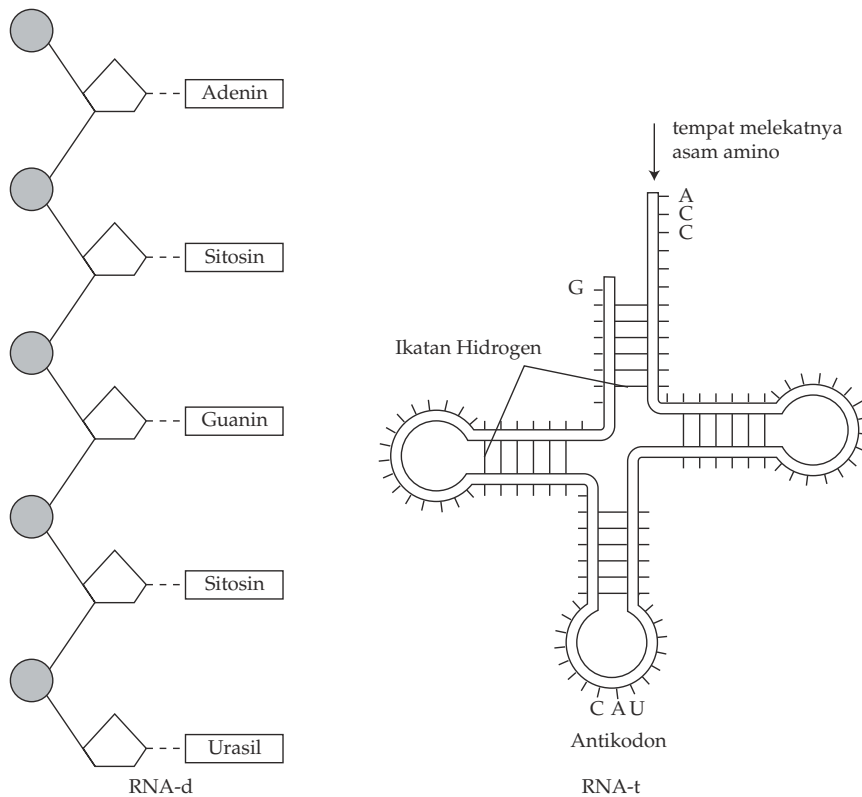 Adenin
Sitosin
Guanin
Sitosin
Urasil
RNA-d
tempat melekatnya
asam amino
A
C
C
G
Ikatan Hidrogen
C A U
Antikodon
RNA-t